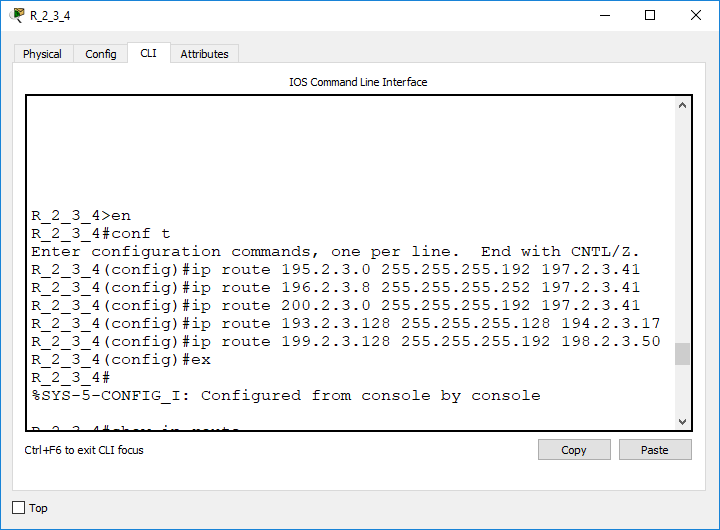 R_2_3_4
Physical Config CLI Attributes
IOS Command Line Interface
R_2_3_4>en
R_2_3_4#conf t
Enter configuration commands, one per line.  End with CNTL/Z.
R_2_3_4(config)#ip route 195.2.3.0 255.255.255.192 197.2.3.41
R_2_3_4(config)#ip route 196.2.3.8 255.255.255.252 197.2.3.41
R_2_3_4(config)#ip route 200.2.3.0 255.255.255.192 197.2.3.41
R_2_3_4(config)#ip route 193.2.3.128 255.255.255.128 194.2.3.17
R_2_3_4(config)#ip route 199.2.3.128 255.255.255.192 198.2.3.50
R_2_3_4(config)#ex
R_2_3_4#
%SYS-5-CONFIG_I: Configured from console by console
R_2_3_4#show ip route
Ctrl+F6 to exit CLI focus
Copy Paste
Top